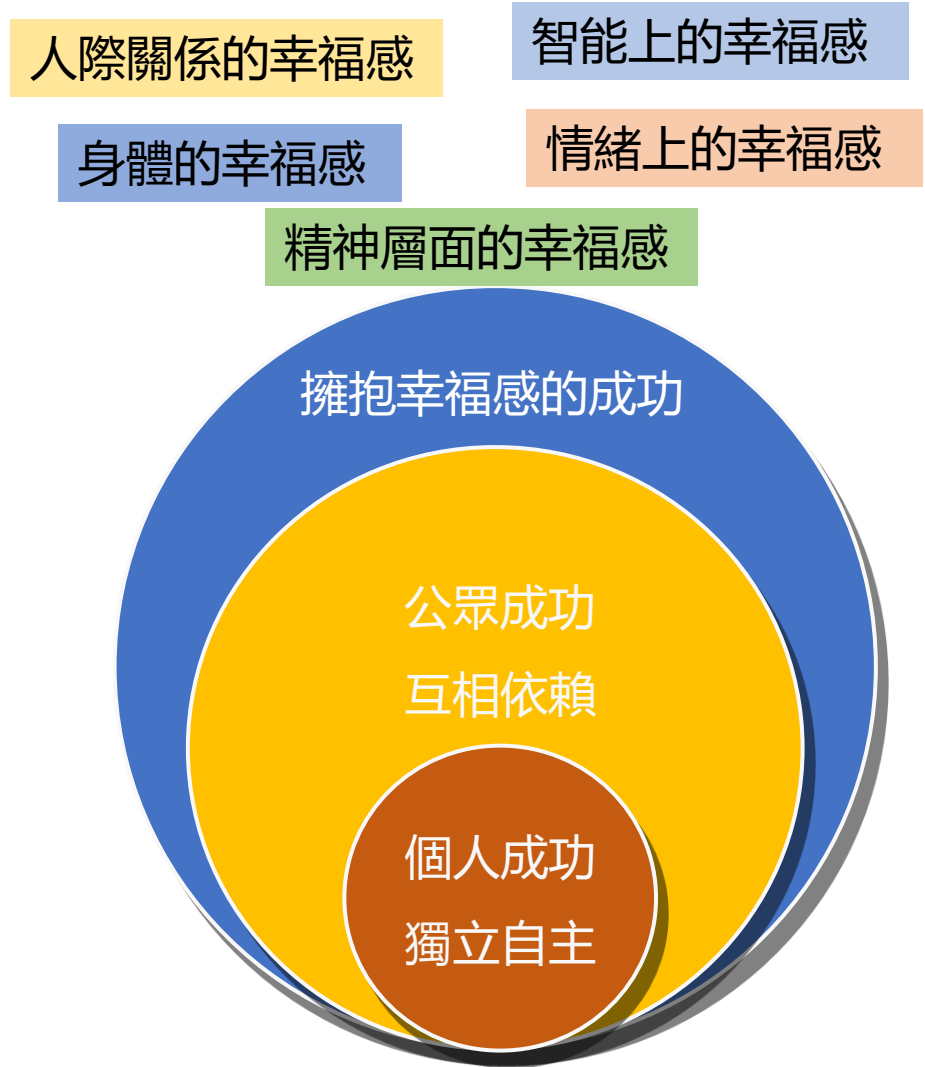 人際關係的幸福感
智能上的幸福感
身體的幸福感
情緒上的幸福感
精神層面的幸福感
擁抱幸福感的成功
公眾成功
互相依賴
個人成功
獨立自主